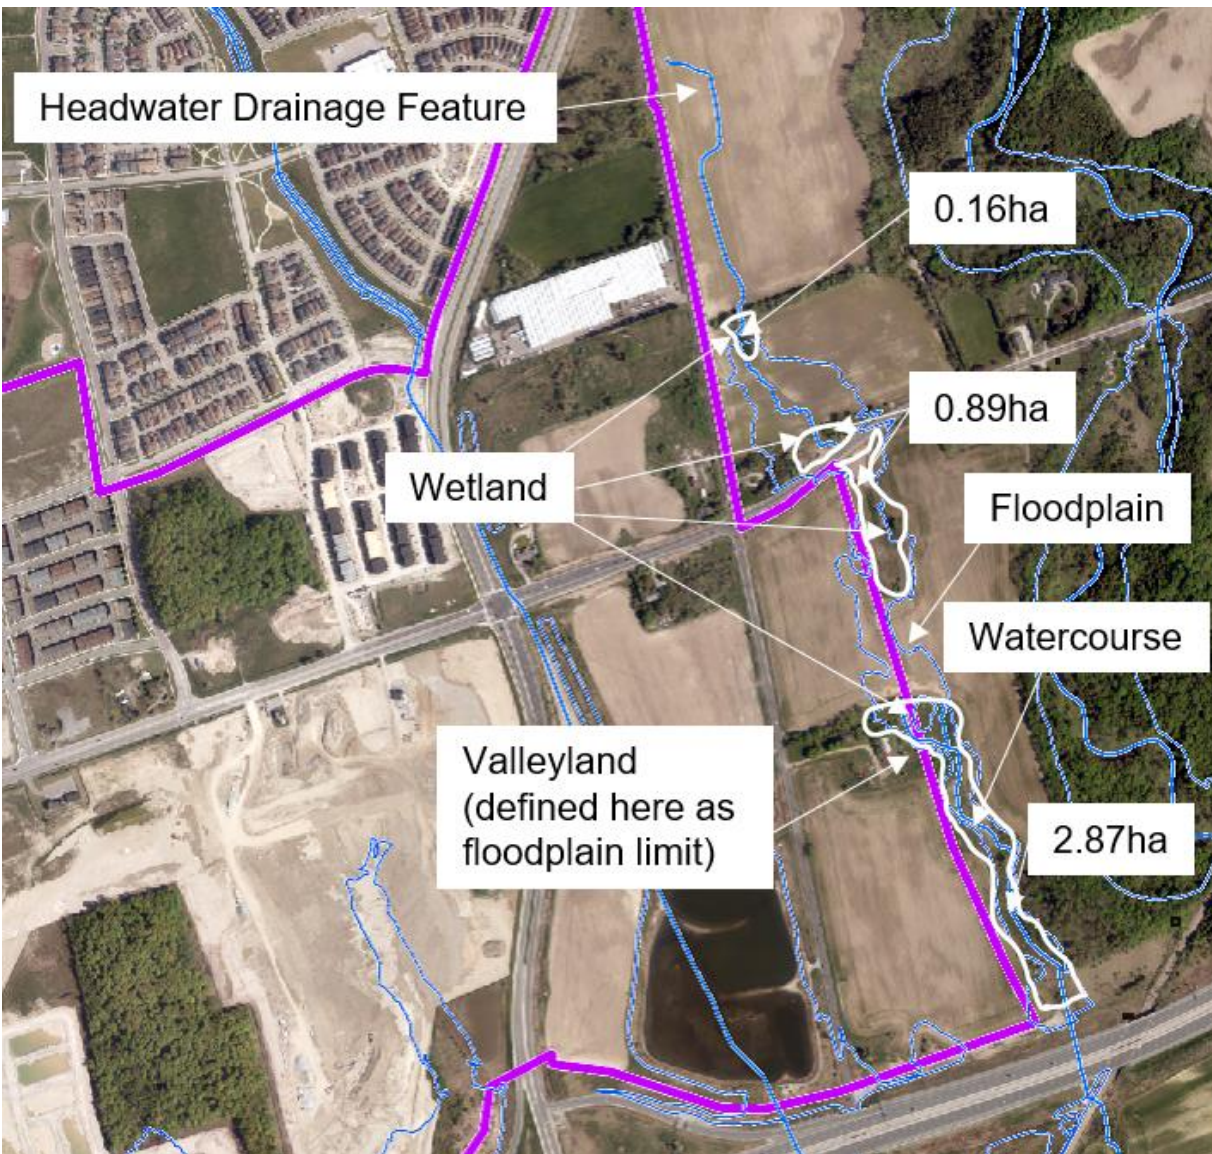 Headwater Drainage Feature
0.16ha
0.89ha
Wetland
Floodplain
Watercourse
Valleyland
(defined here as
floodplain limit)
2.87ha